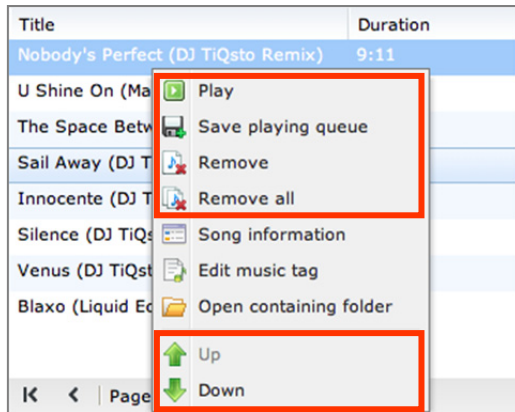 Title Duration
Nobody's Perfect (DJ TiQsto Remix) 9:11
U Shine On (Ma
Play
The Space Betw
Save playing queue
Sail Away (DJ T
Remove
Innocente (DJ T
Remove all
Silence (DJ TiQs
Song information
Venus (DJ TiQst
Edit music tag
Blaxo (Liquid Ed
Open containing folder
Up
Page
Down